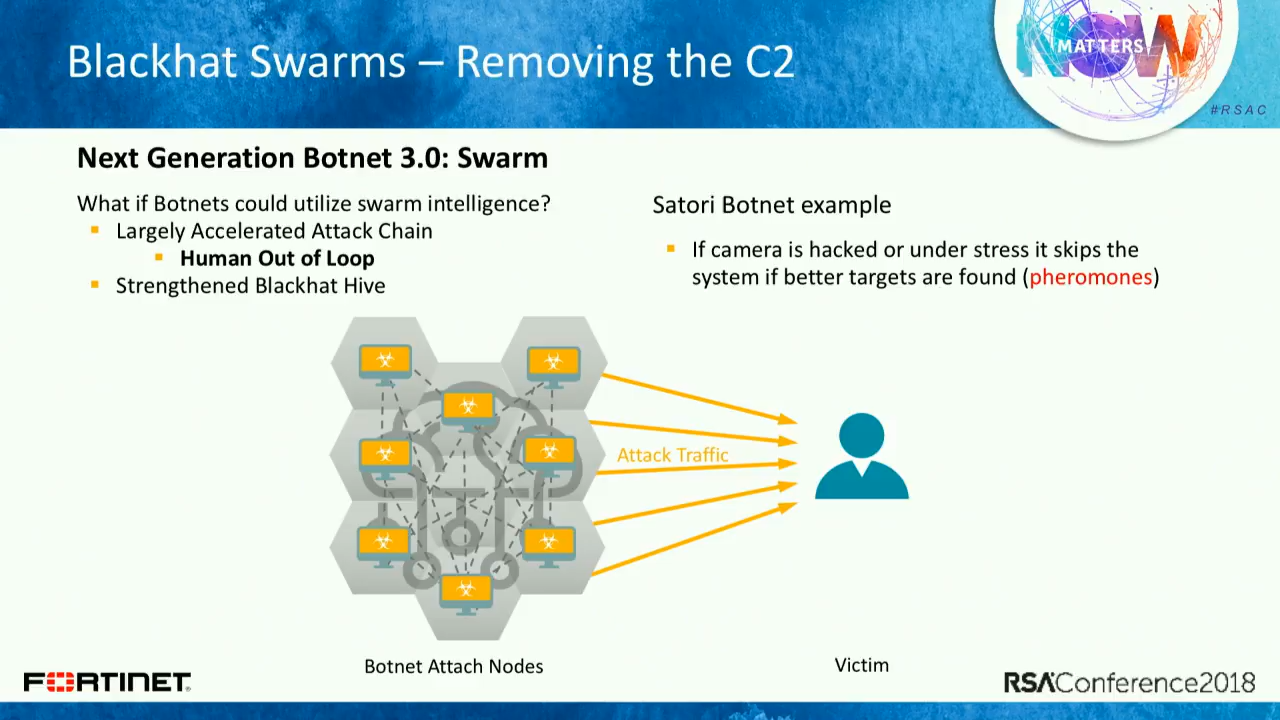 Blackhat Swarms – Removing the C2
NOW
MATTERS
#RSAC
Next Generation Botnet 3.0: Swarm
What if Botnets could utilize swarm intelligence?
Largely Accelerated Attack Chain
Human Out of Loop
Strengthened Blackhat Hive
Satori Botnet example
If camera is hacked or under stress it skips the
system if better targets are found (pheromones)
Attack Traffic
Botnet Attach Nodes
Victim
FORTINET
RSAConference2018